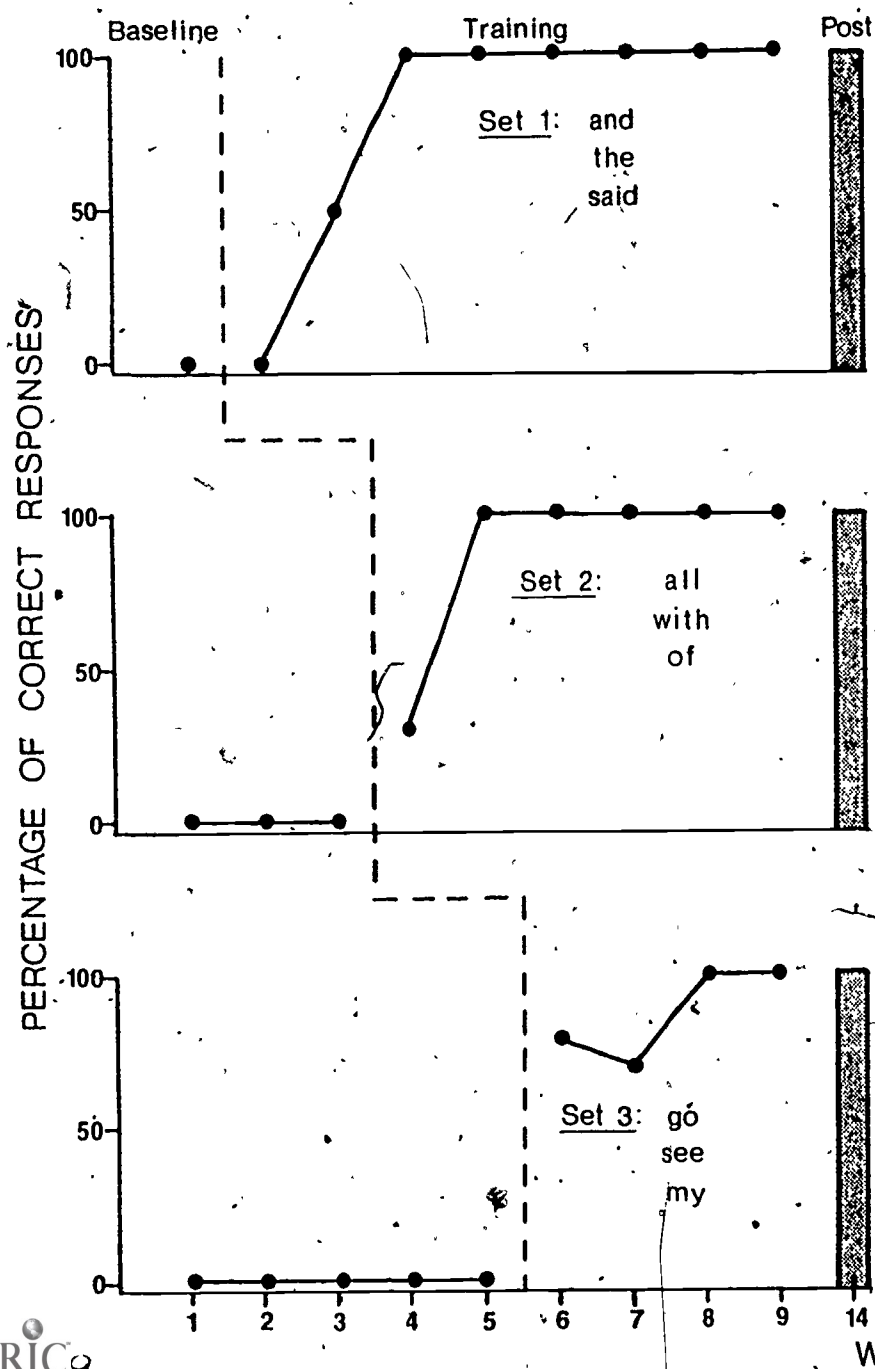 Baseline Training Post
100
Set 1: and
the
said
50
0
PERCENTAGE OF CORRECT RESPONSES
100
Set 2: all
with
of
50
0
100
Set 3: go
see
my
50
0
1 2 3 4 5 6 7 8 9 14
W
RIC